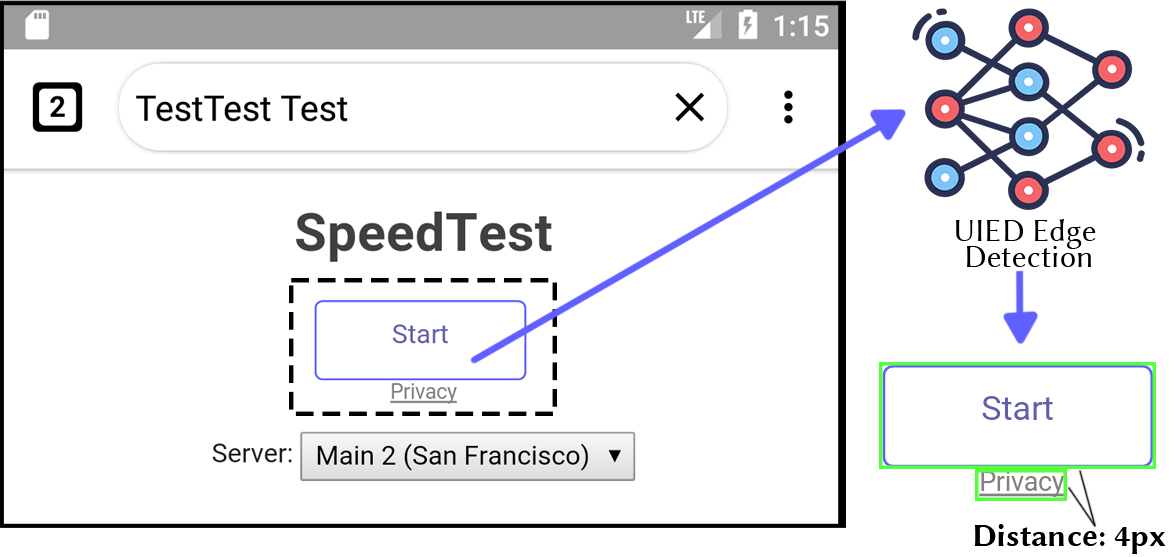 LTE 1:15
2 TestTest Test
SpeedTest
Start
Privacy
Server: Main 2 (San Francisco)
UIED Edge
Detection
Start
Privacy
Distance: 4px